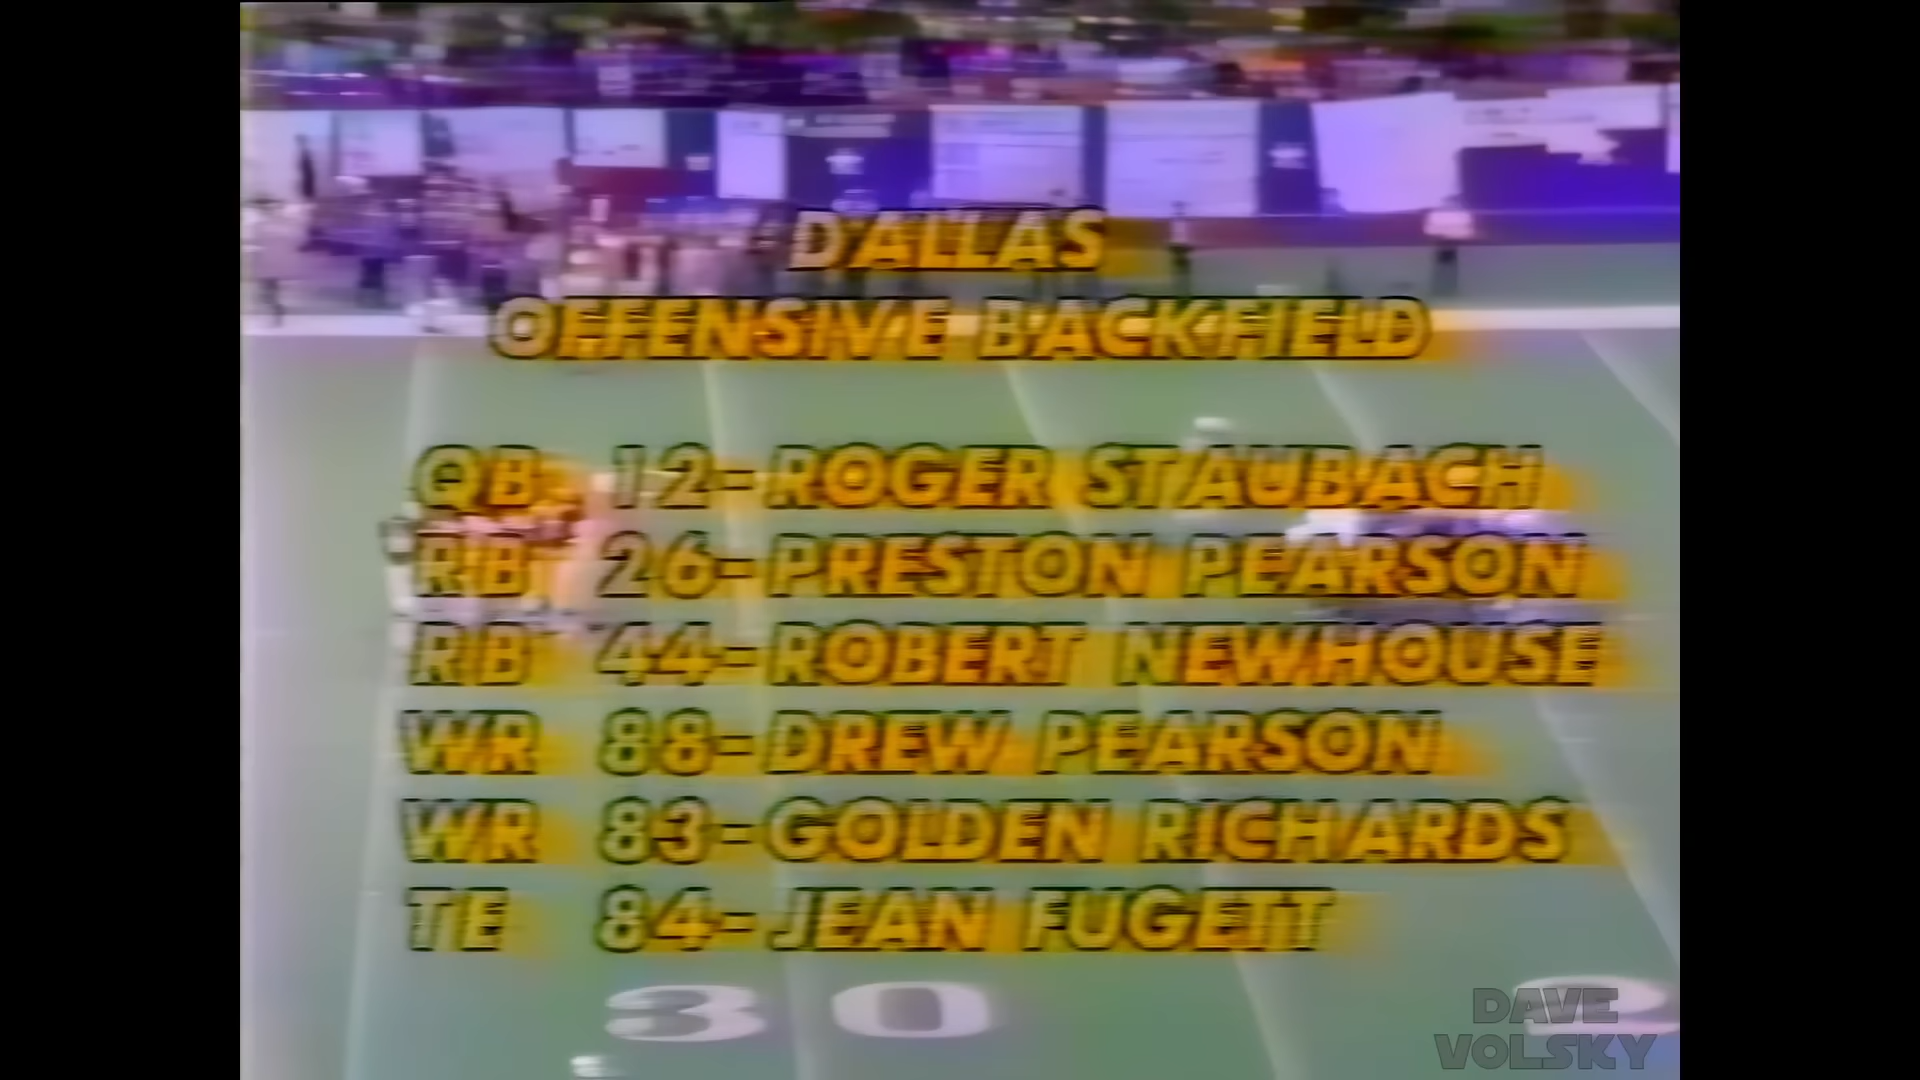 DALLAS
OFFENSIVE BACKFIELD
QB 12-ROGER STAUBACH
RB 26-PRESTON PEARSON
RB 44-ROBERT NEWHOUSE
WR 88-DREW PEARSON
WR 83-GOLDEN RICHARDS
TE 84-JEAN FUGETT
30 2
DAVE
VOLSKY